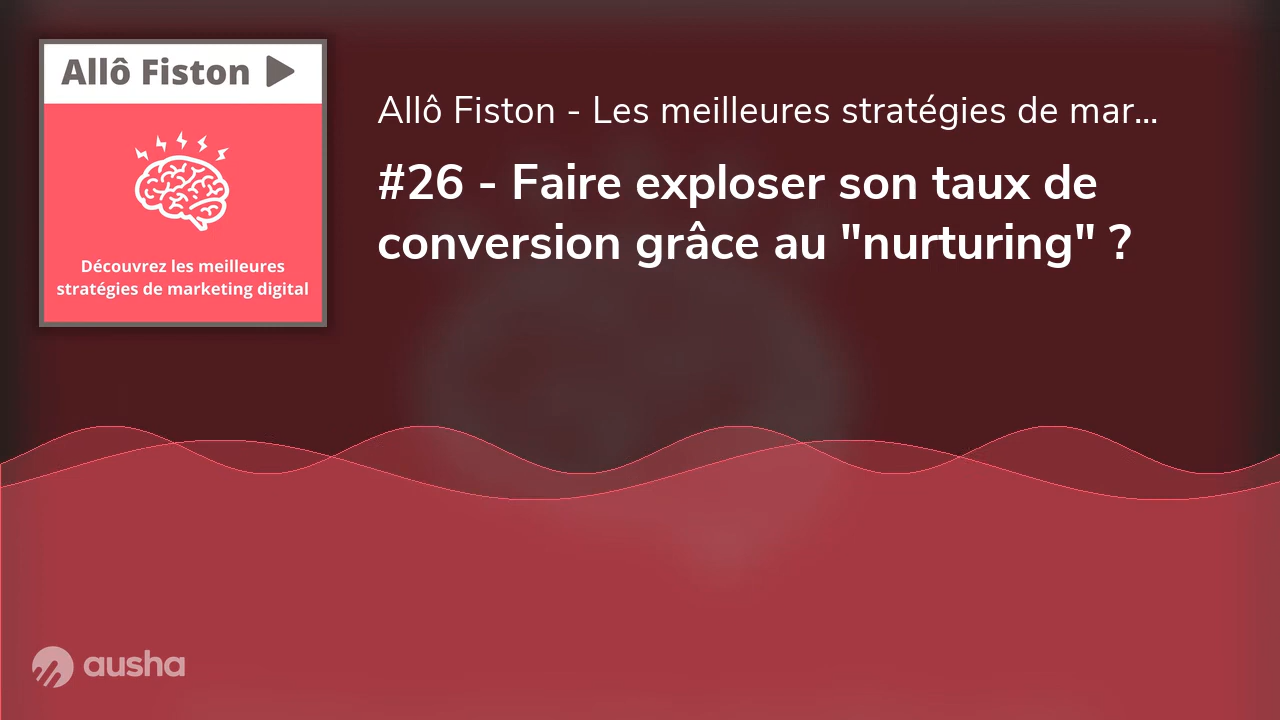 Allô Fiston
Découvrez les meilleures
stratégies de marketing digital
Allô Fiston - Les meilleures stratégies de mar...
#26 - Faire exploser son taux de
conversion grâce au "nurturing" ?
ausha